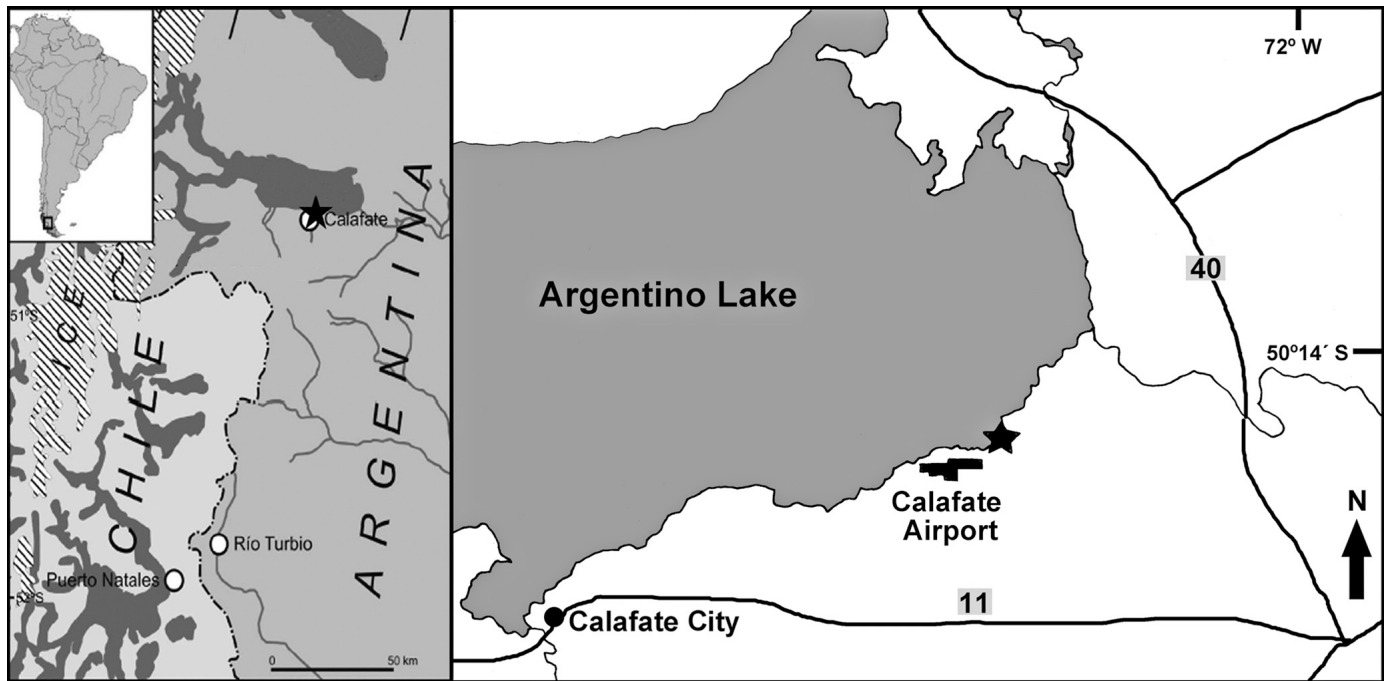 Calafate
ARGENTINA
51ºS
ICE
CHILE
Río Turbio
Puerto Natales
52ºS
0 50 km
72º W
40
Argentino Lake
50º14´ S
Calafate
Airport
N
11
Calafate City